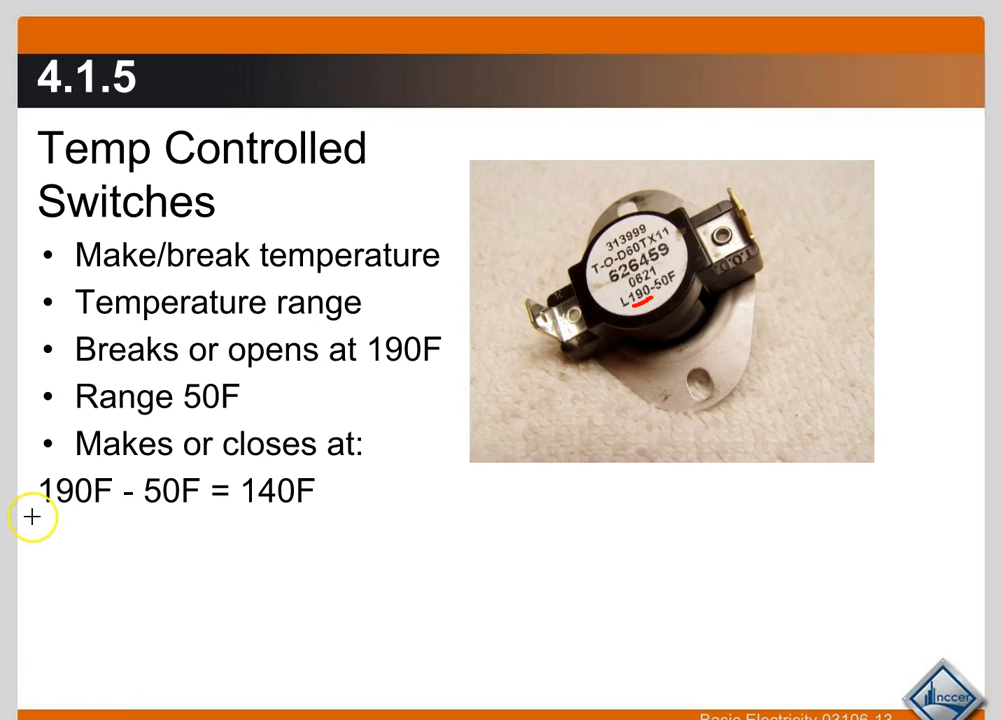 4.1.5
Temp Controlled
Switches
• Make/break temperature
• Temperature range
• Breaks or opens at 190F
• Range 50F
• Makes or closes at:
190F - 50F = 140F
313999
T-O-D60TX11
626459
0621
L190-50F
T.O.D.
nccer
Basic Electricity 03106-13